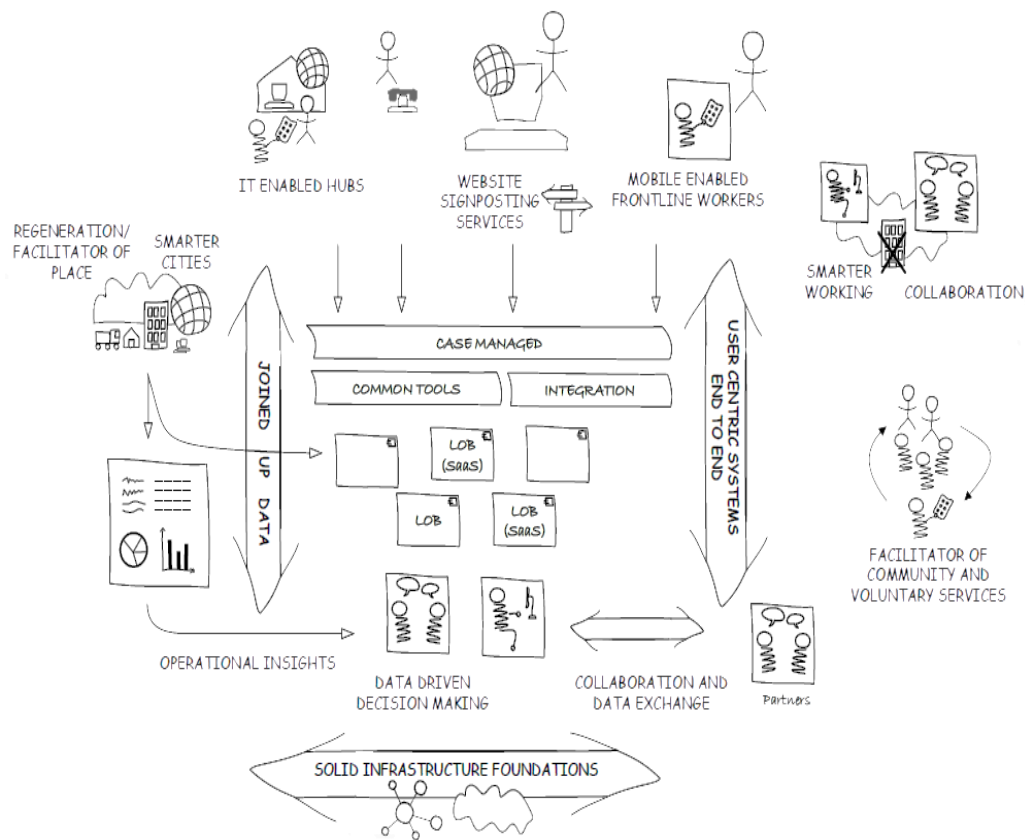 IT ENABLED HUBS
WEBSITE
SIGNPOSTING
SERVICES
MOBILE ENABLED
FRONTLINE WORKERS
REGENERATION/
FACILITATOR OF
PLACE
SMARTER
CITIES
SMARTER
WORKING
COLLABORATION
CASE MANAGED
COMMON TOOLS
INTEGRATION
JOINED UP DATA
USER CENTRIC SYSTEMS
END TO END
LOB
(SaaS)
LOB
LOB
(SaaS)
FACILITATOR OF
COMMUNITY AND
VOLUNTARY SERVICES
OPERATIONAL INSIGHTS
DATA DRIVEN
DECISION MAKING
COLLABORATION AND
DATA EXCHANGE
Partners
SOLID INFRASTRUCTURE FOUNDATIONS